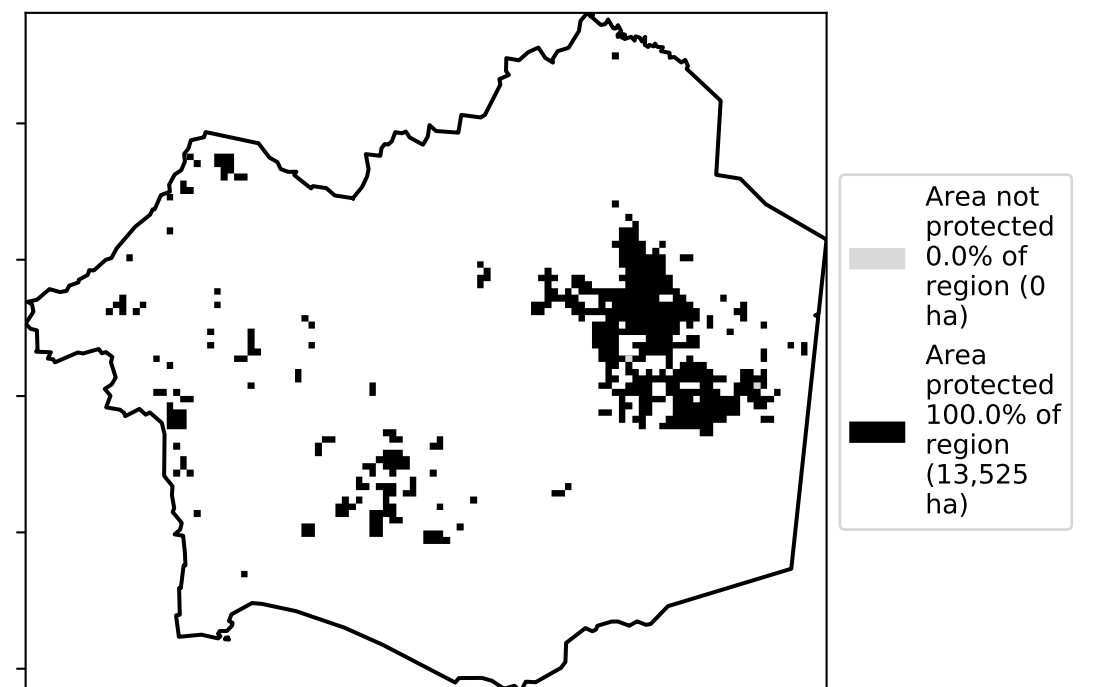 Area not
protected
0.0% of
region (0
ha)
Area
protected
100.0% of
region
(13,525
ha)